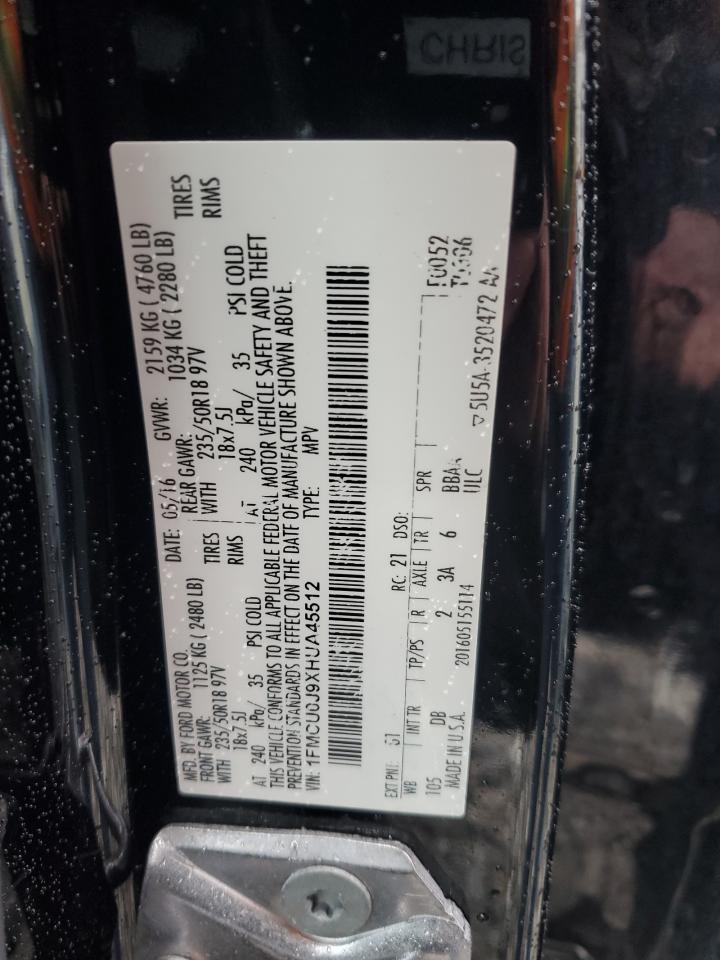 MFD. BY FORD MOTOR CO. DATE: 05/16 GVWR: 2159 KG ( 4760 LB)
FRONT GAWR: 1125 KG ( 2480 LB) REAR GAWR: 1034 KG ( 2280 LB)
WITH 235/50R18 97V TIRES WITH 235/50R18 97V TIRES
18x7.5J RIMS 18x7.5J RIMS
AT 240 kPa/ 35 PSI COLD AT 240 kPa/ 35 PSI COLD
THIS VEHICLE CONFORMS TO ALL APPLICABLE FEDERAL MOTOR VEHICLE SAFETY AND THEFT
PREVENTION STANDARDS IN EFFECT ON THE DATE OF MANUFACTURE SHOWN ABOVE.
VIN: 1FMCU0J9XHUA45512 TYPE: MPV
EXT PNT: G1 RC: 21 DSO: F0052
WB INT TR TP/PS R AXLE TR SPR
105 DB 2 3A 6 BBAA
MADE IN U.S.A. 201605155114 ULC
▽5U5A-3520472 AA
CHRIS